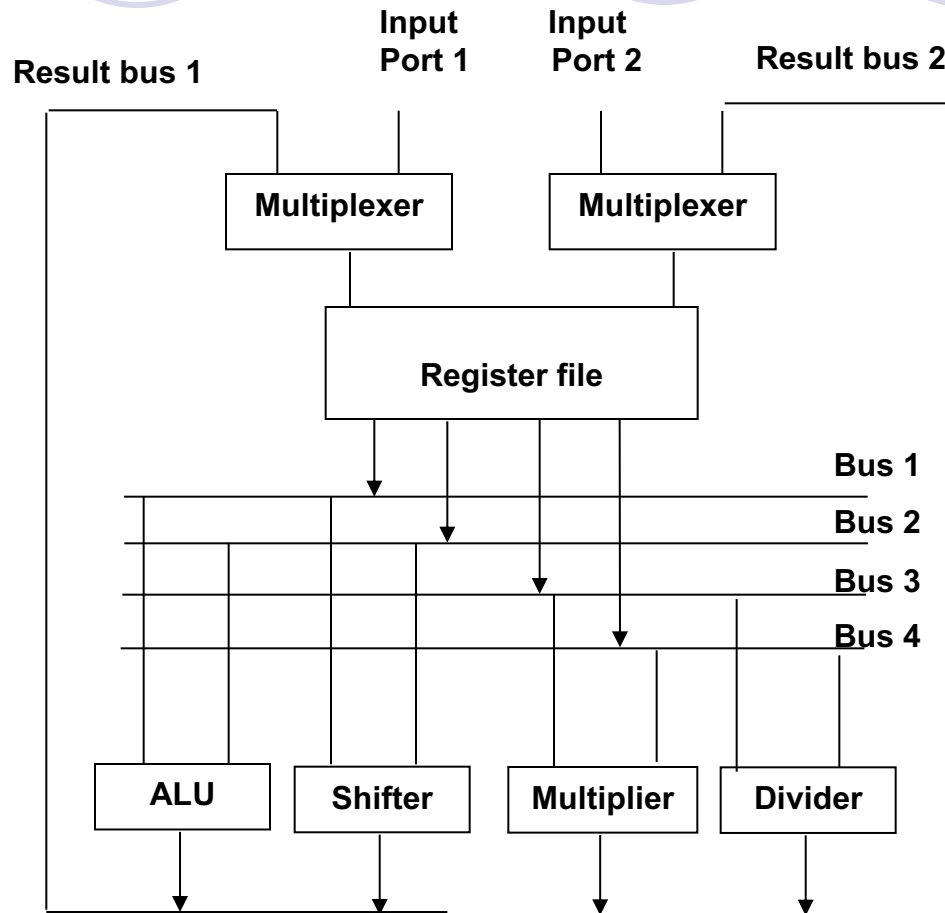 Input
Port 1
Input
Port 2
Result bus 1
Result bus 2
Multiplexer
Multiplexer
Register file
Bus 1
Bus 2
Bus 3
Bus 4
ALU
Shifter
Multiplier
Divider